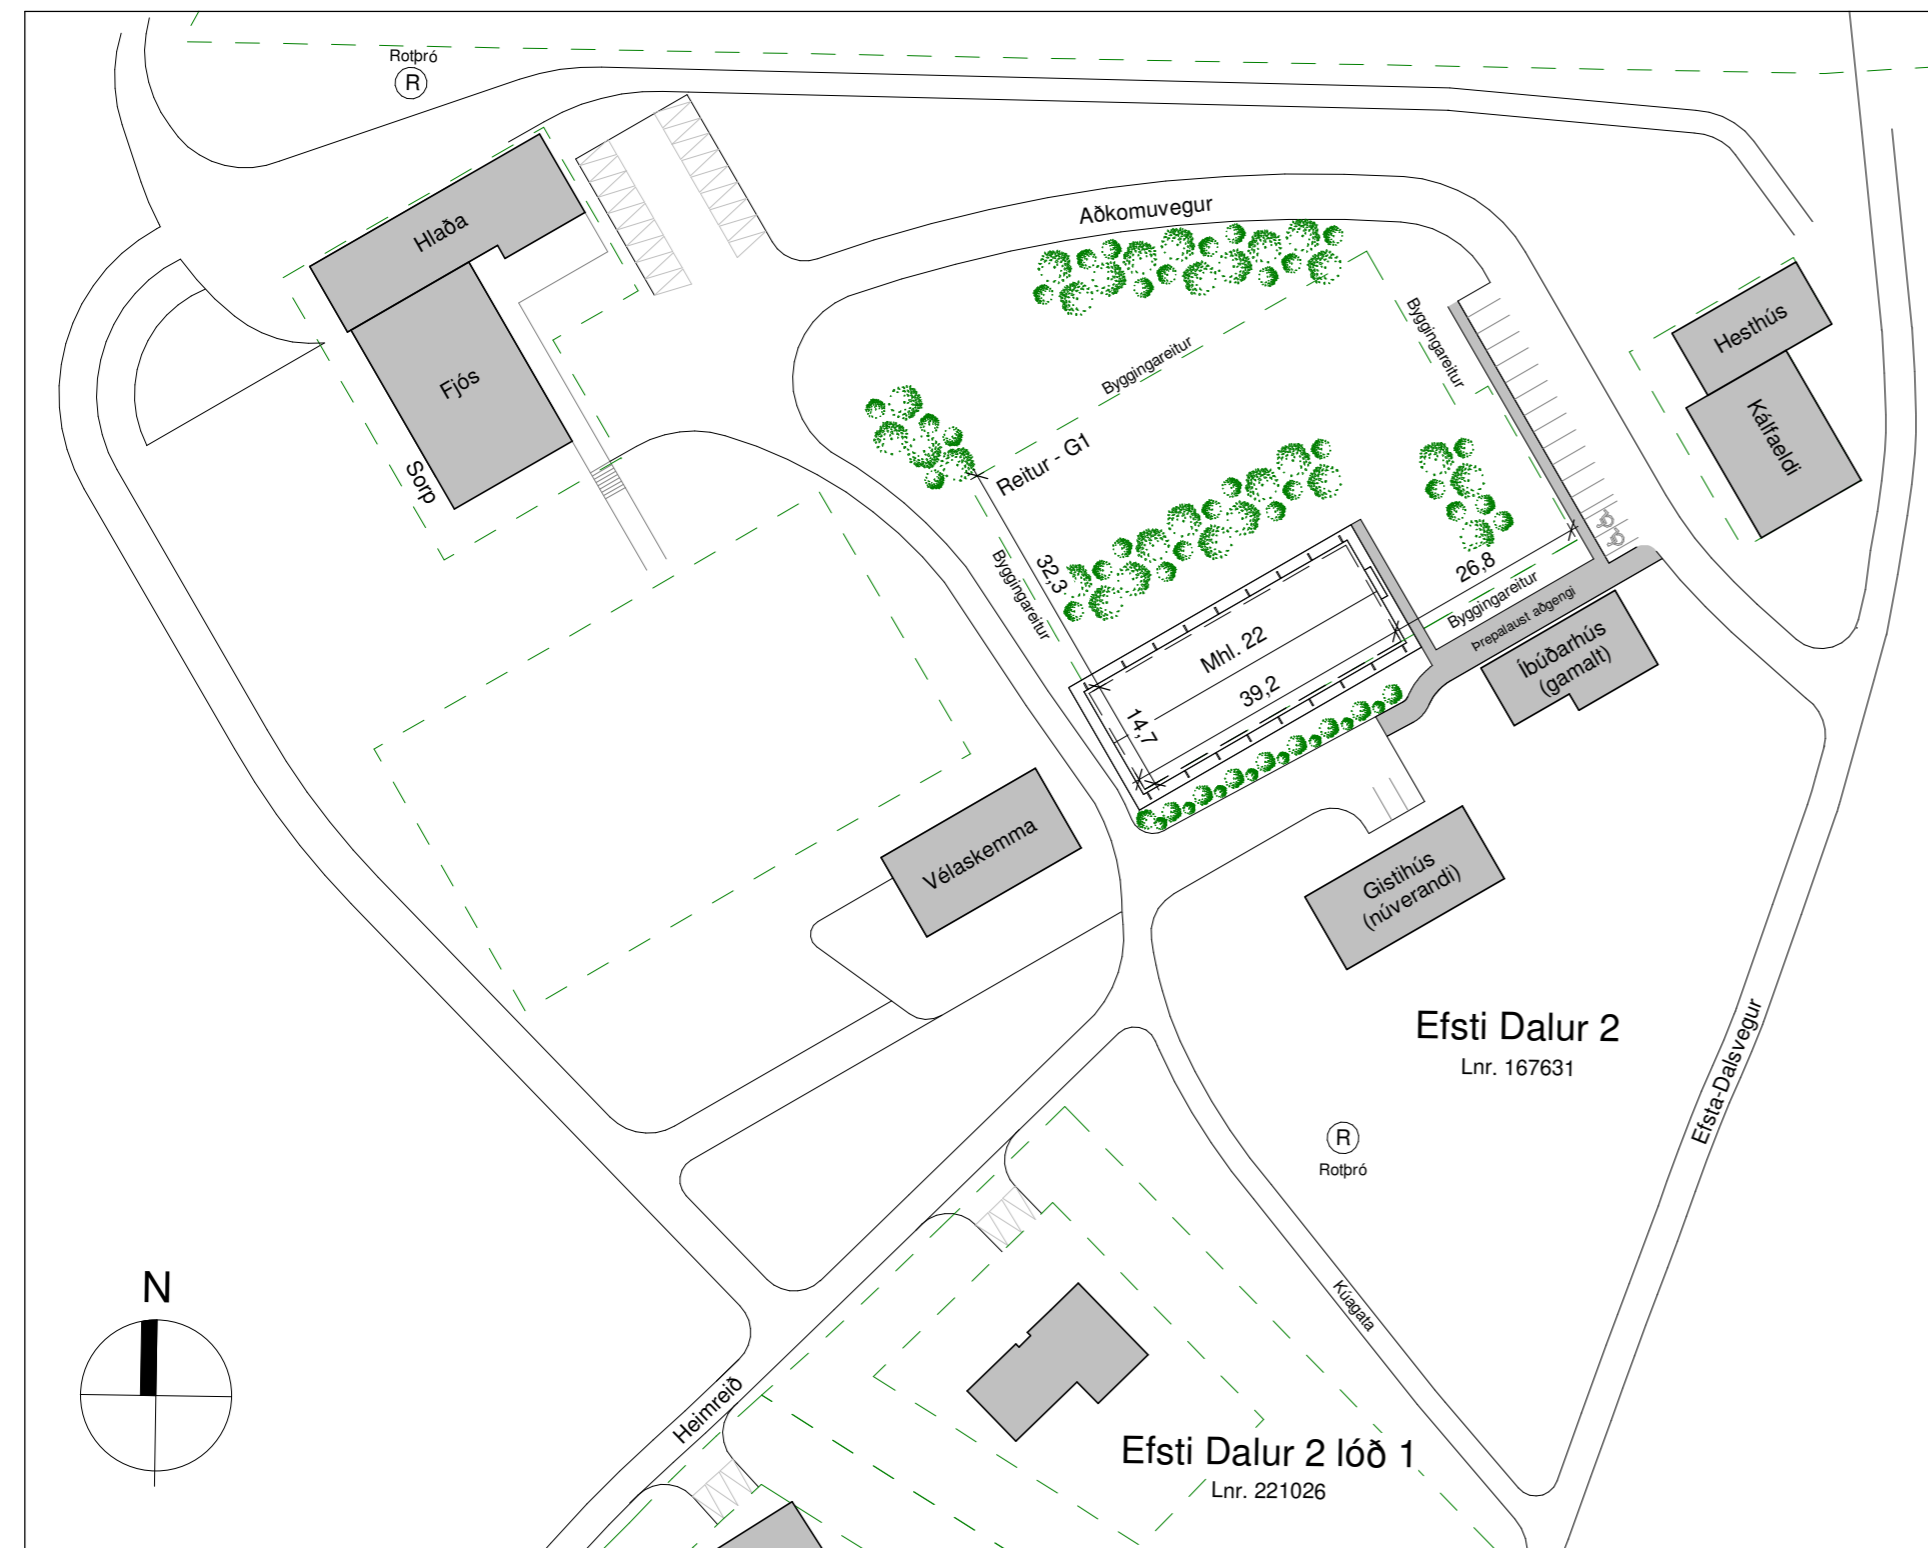 Rotþró
R
Hlaða
Fjós
Sorp
Aðkomuvegur
Byggingareitur
Byggingareitur
Reitur - G1
Byggingareitur
32,3
Mhl. 22
39,2
14,7
26,8
Byggingareitur
Þrepalaust aðgengi
Íbúðarhús
(gamalt)
Hesthús
Kálfaeldi
Vélaskemma
Gistihús
(núverandi)
Efsti Dalur 2
Lnr. 167631
R
Rotþró
Efsta-Dalsvegur
Kúagata
N
Heimreið
Efsti Dalur 2 lóð 1
Lnr. 221026